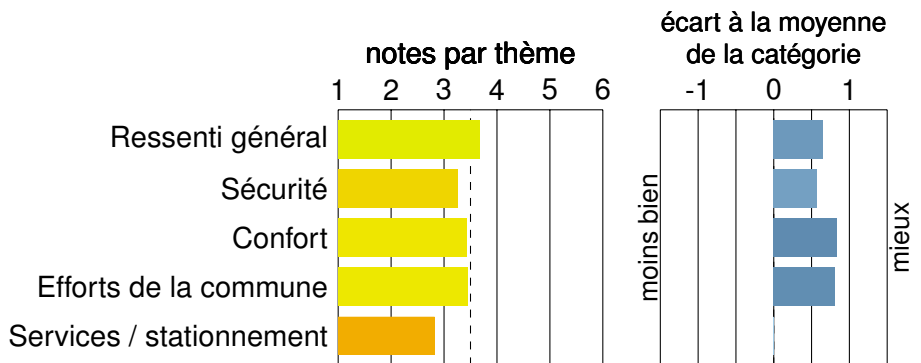 écart à la moyenne
de la catégorie
notes par thème
1 2 3 4 5 6
-1 0 1
Ressenti général
Sécurité
Confort
Efforts de la commune
Services / stationnement
moins bien
mieux